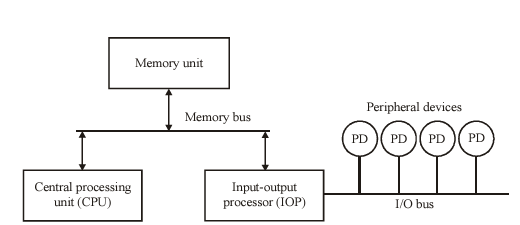 Memory unit
Memory bus
Peripheral devices
PD PD PD PD
Central processing
unit (CPU)
Input-output
processor (IOP)
I/O bus